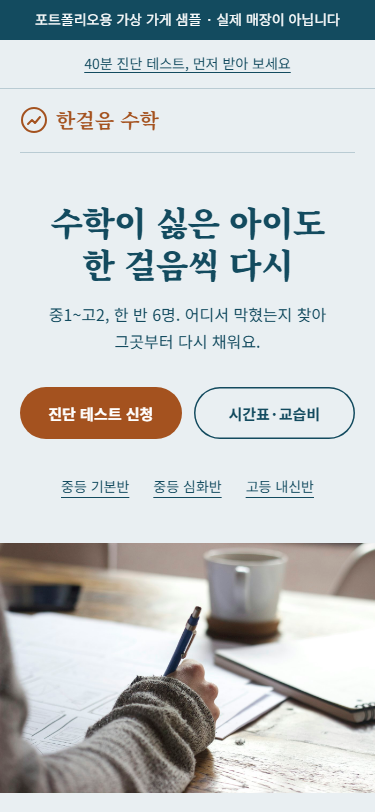 포트폴리오용 가상 가게 샘플 · 실제 매장이 아닙니다
40분 진단 테스트, 먼저 받아 보세요
한걸음 수학
수학이 싫은 아이도
한 걸음씩 다시
중1~고2, 한 반 6명. 어디서 막혔는지 찾아
그곳부터 다시 채워요.
진단 테스트 신청
시간표·교습비
중등 기본반
중등 심화반
고등 내신반